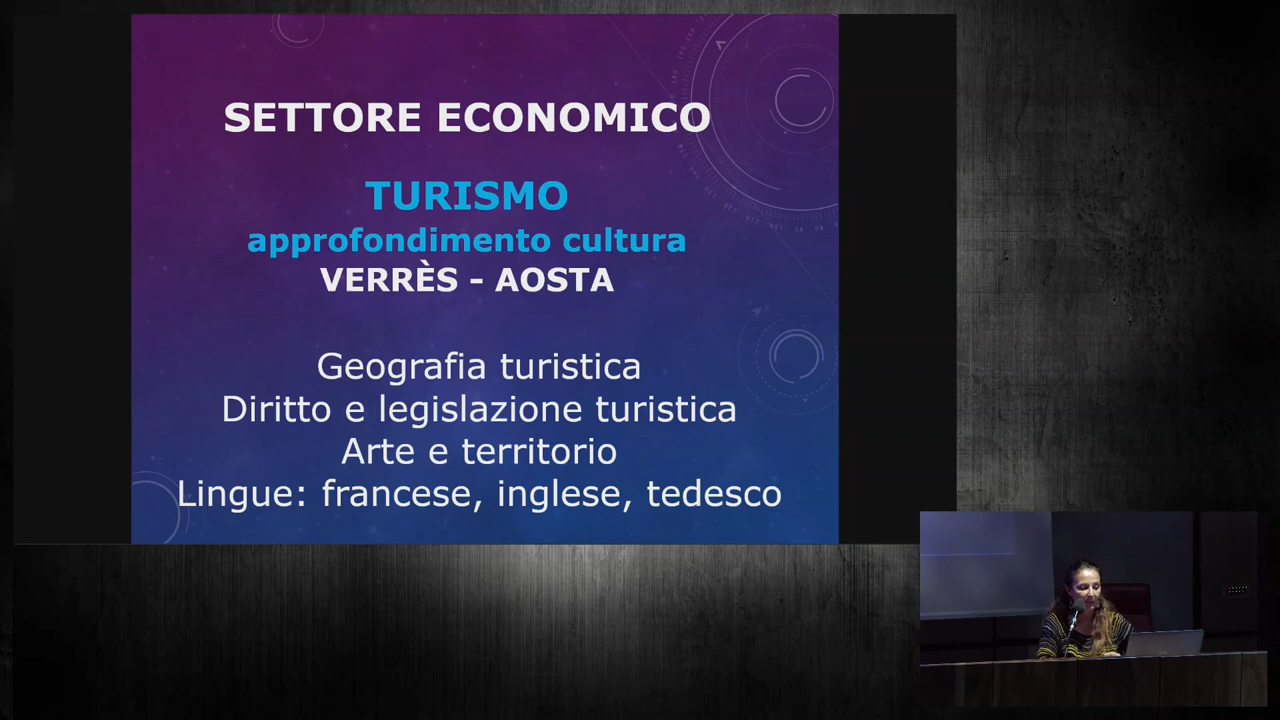 SETTORE ECONOMICO
TURISMO
approfondimento cultura
VERRÈS - AOSTA
Geografia turistica
Diritto e legislazione turistica
Arte e territorio
Lingue: francese, inglese, tedesco